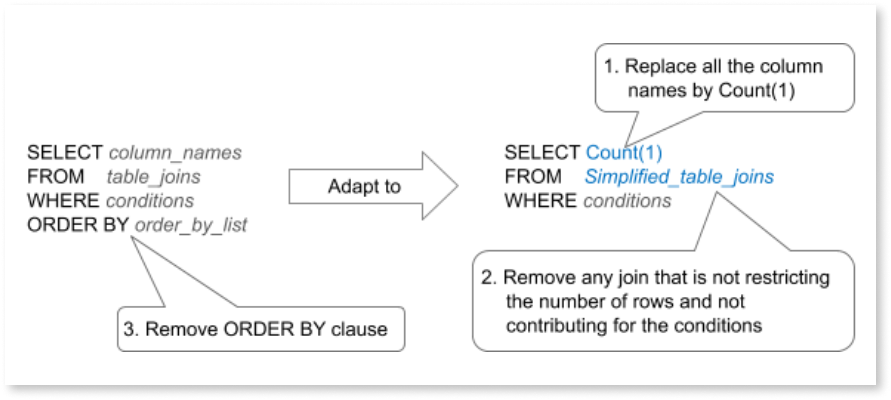 1. Replace all the column
names by Count(1)
SELECT column_names
FROM table_joins
WHERE conditions
ORDER BY order_by_list
Adapt to
SELECT Count(1)
FROM Simplified_table_joins
WHERE conditions
2. Remove any join that is not restricting
the number of rows and not
contributing for the conditions
3. Remove ORDER BY clause